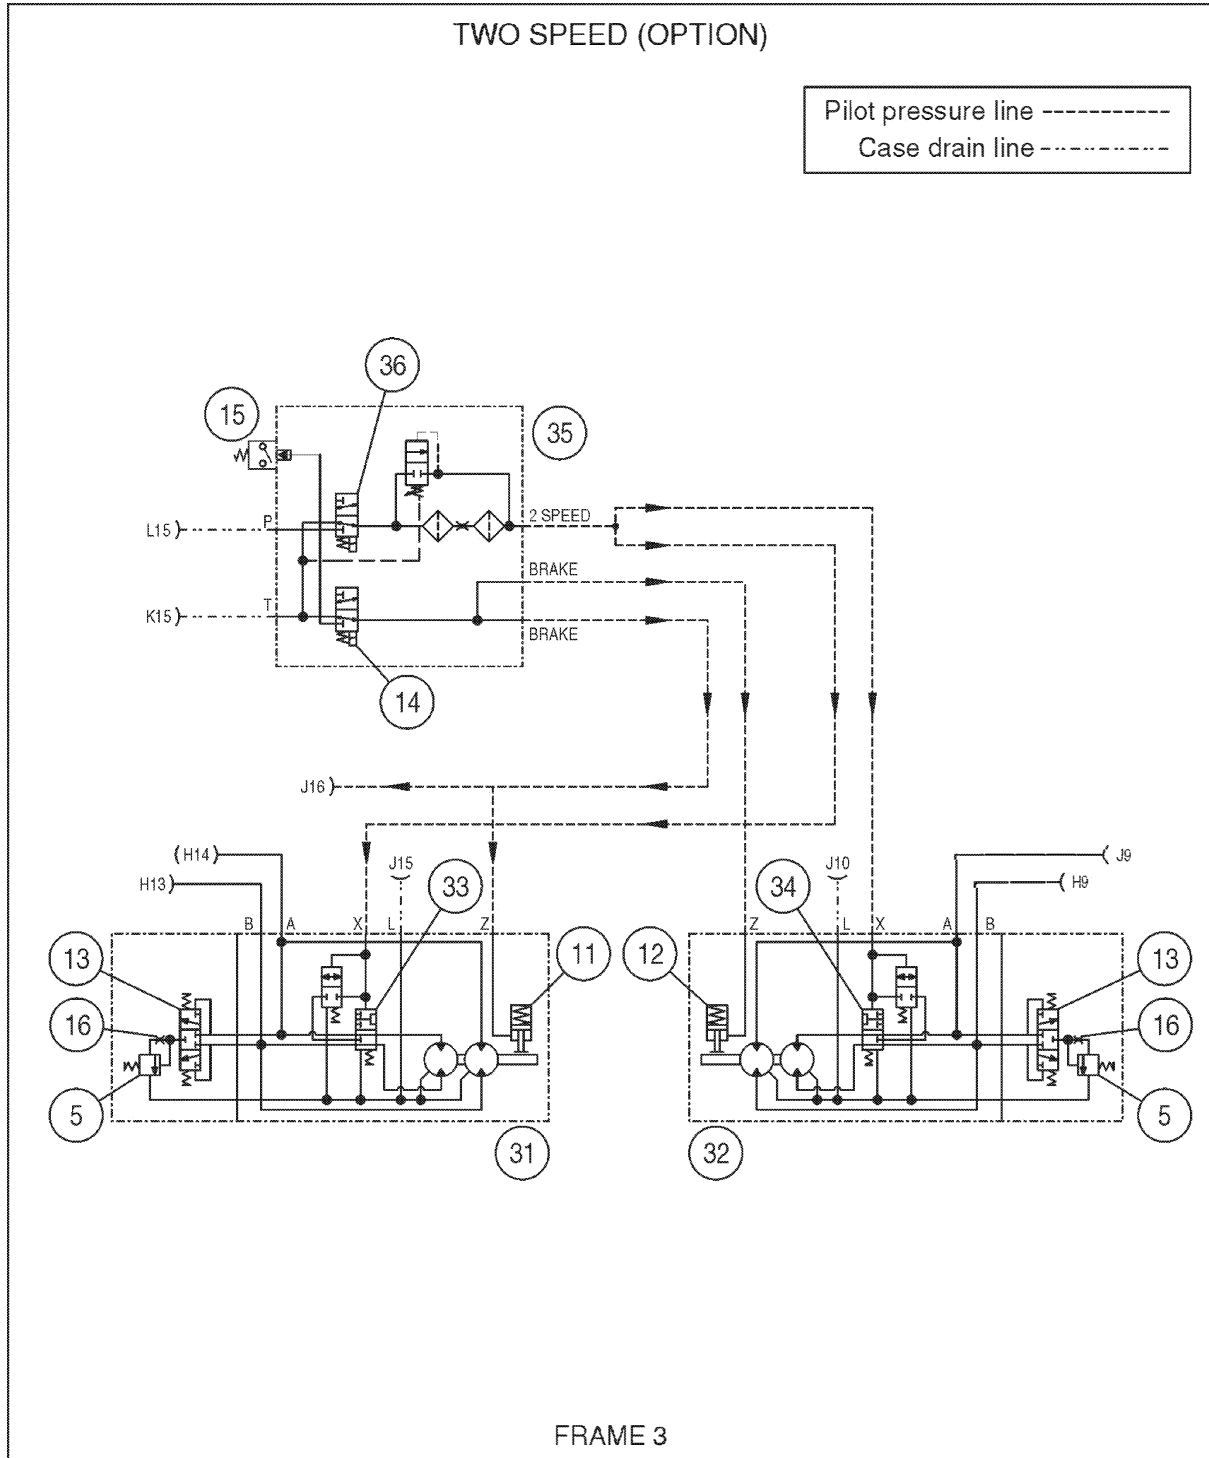 TWO SPEED (OPTION)
Pilot pressure line
Case drain line
36
15
35
L15
P
2 SPEED
BRAKE
K15
T
BRAKE
14
J16
H14
J15
J10
J9
H13
33
34
H9
B
A
X
L
Z
Z
L
X
A
B
13
11
12
13
16
16
5
5
31
32
FRAME 3